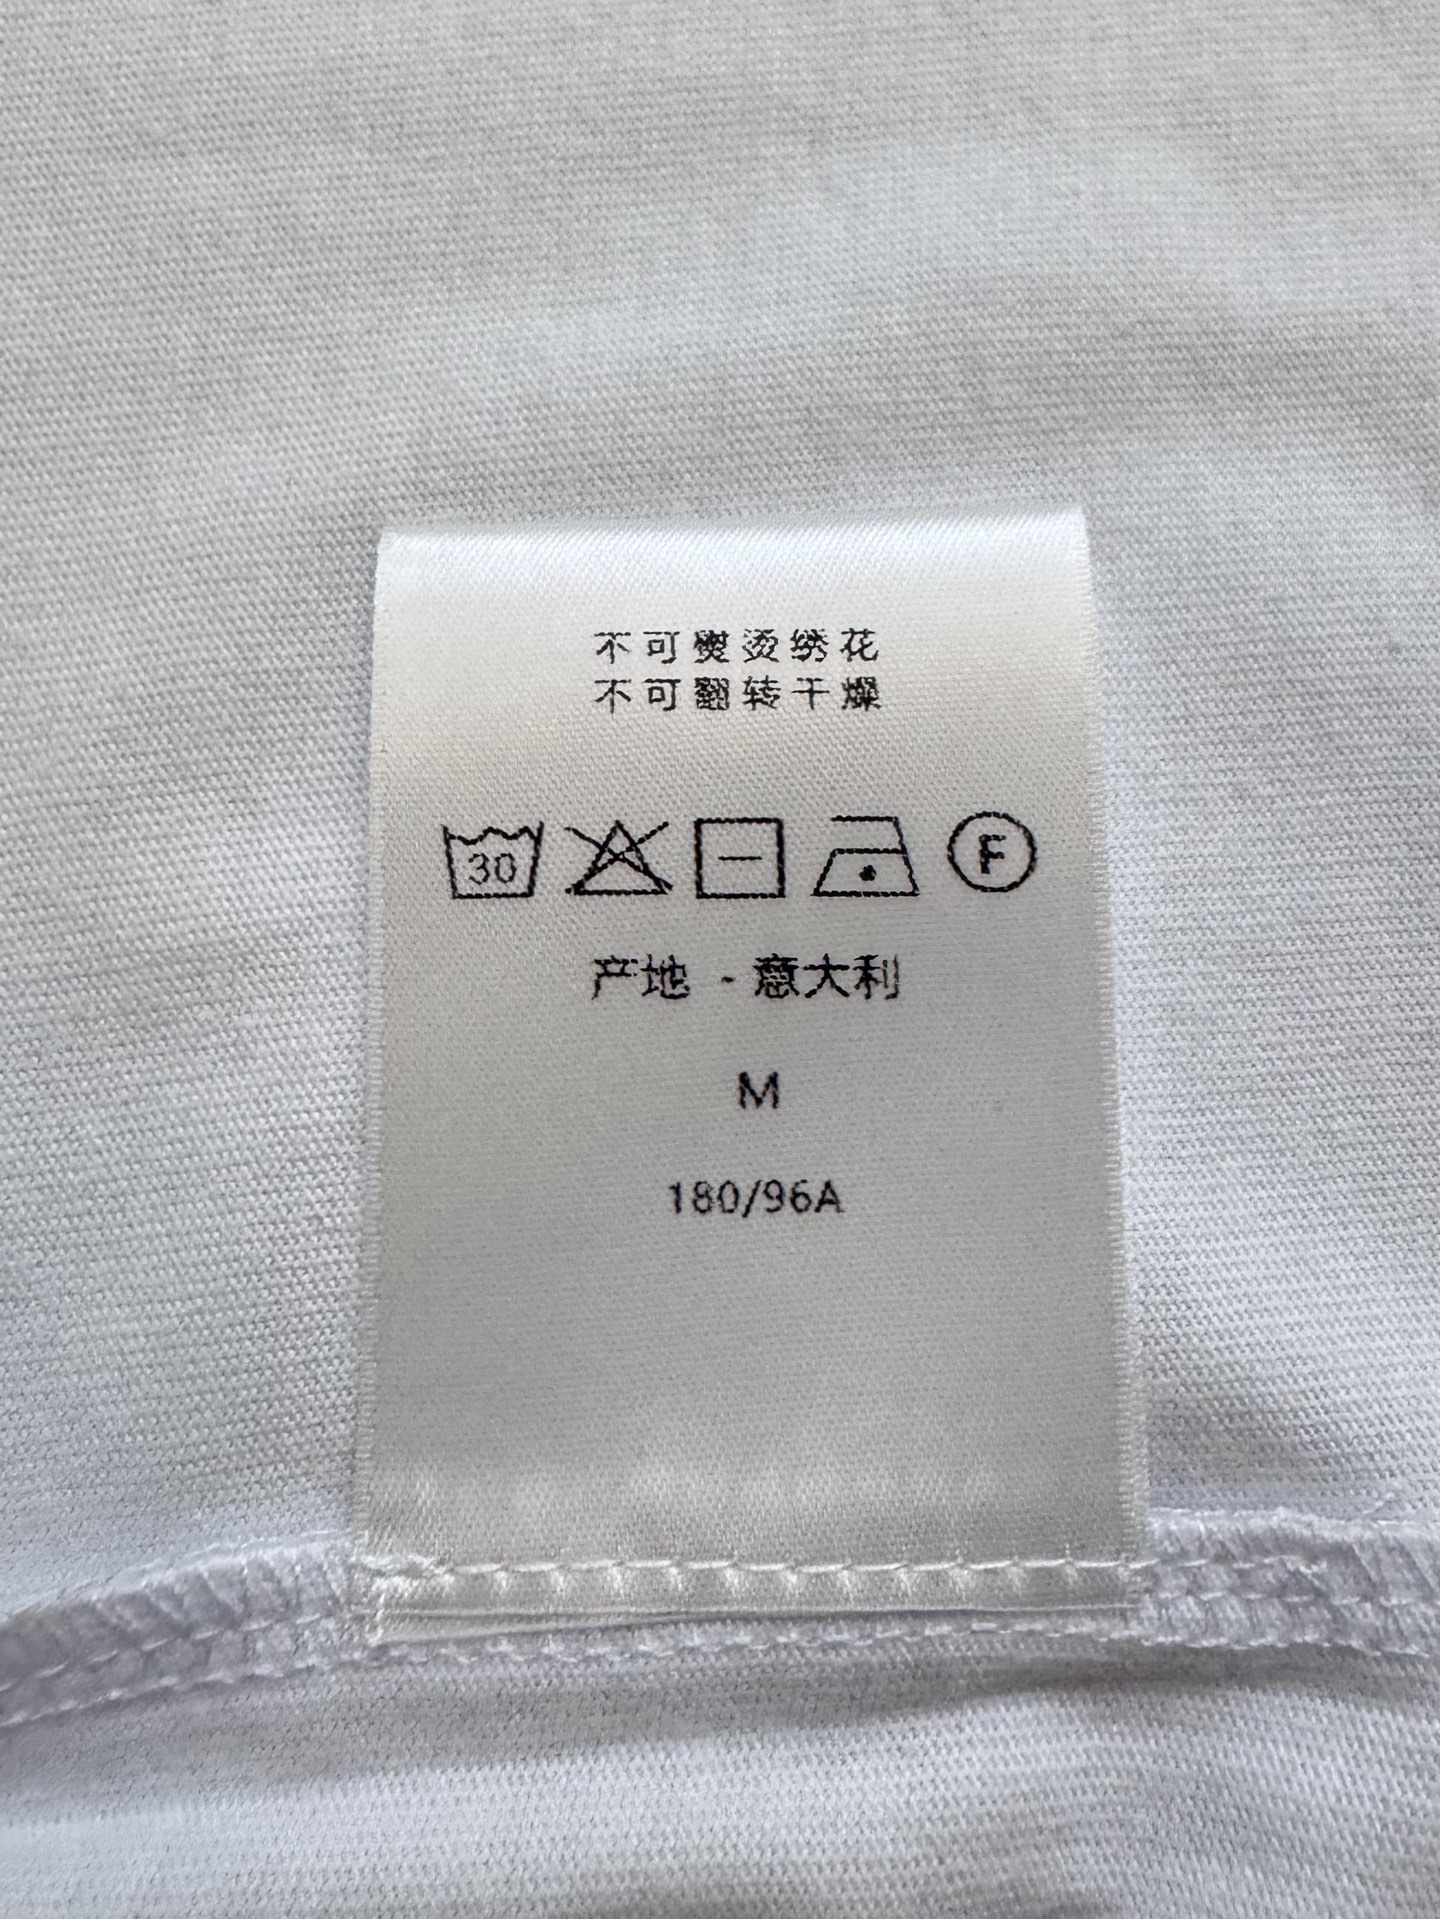 不可熨烫绣花
不可翻转干燥
30 F
产地 - 意大利
M
180/96A